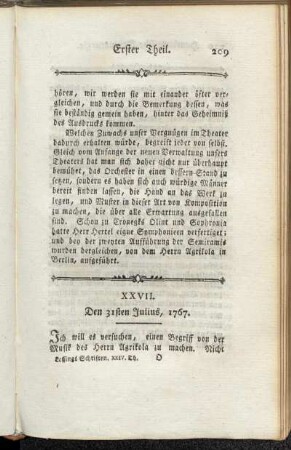 Erster Theil. 209
hören, wir werden sie mit einander öfter ver-
gleichen, und durch die Bemerkung dessen, was
sie beständig gemein haben, hinter das Geheimniß
des Ausdrucks kommen.
Welchen Zuwachs unser Vergnügen im Theater
dadurch erhalten würde, begreift jeder von selbst.
Gleich vom Anfange der neuen Verwaltung unsers
Theaters hat man sich daher nicht nur überhaupt
bemühet, das Orchester in einen bessern Stand zu
setzen, sondern es haben sich auch würdige Männer
bereit finden lassen, die Hand an das Werk zu
legen, und Muster in dieser Art von Komposition
zu machen, die über alle Erwartung ausgefallen
sind. Schon zu Cronegks Olint und Sophronia
hatte Herr Hertel eigne Symphonieen verfertiget;
und bey der zweyten Aufführung der Semiramis
wurden dergleichen, von dem Herrn Agrikola in
Berlin, aufgeführt.
XXVII.
Den 31sten Julius, 1767.
Ich will es versuchen, einen Begriff von der
Musik des Herrn Agrikola zu machen. Nicht
Lessings Schriften. XXIV. Th. O